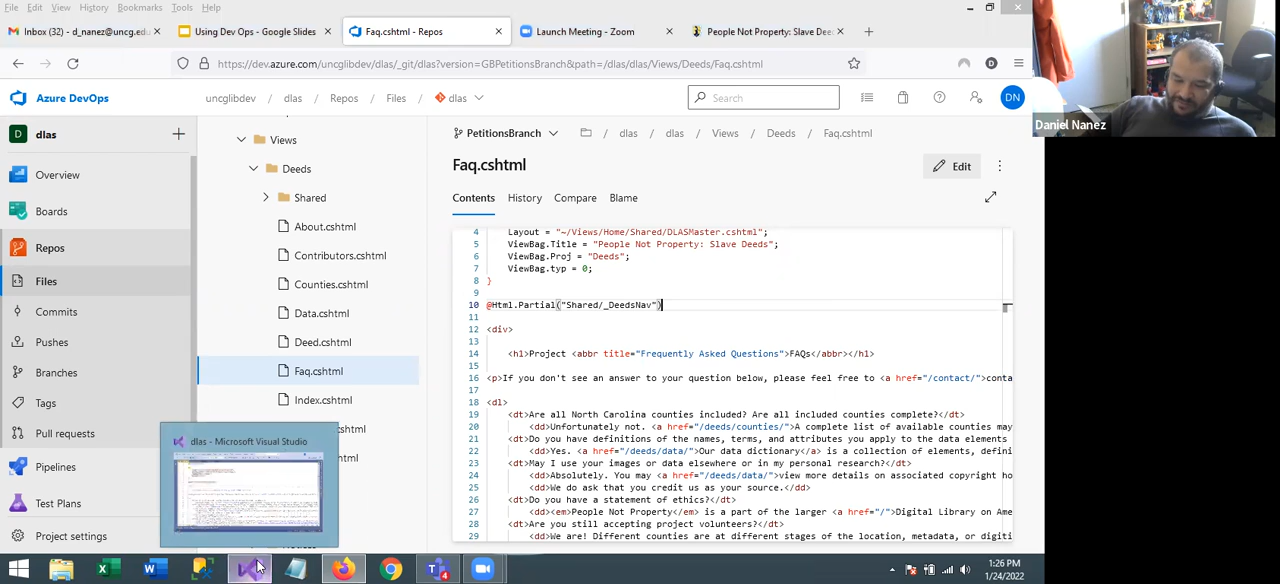 File Edit View History Bookmarks Tools Help
Inbox (32) - d_nanez@uncg.edu
Using Dev Ops - Google Slides
Faq.cshtml - Repos
Launch Meeting - Zoom
People Not Property: Slave Dee
https://dev.azure.com/uncglibdev/dlas/_git/dlas?version=GBPetitionsBranch&path=/dlas/dlas/Views/Deeds/Faq.cshtml
D
Azure DevOps
uncglibdev / dlas / Repos / Files / dlas
Search
DN
Daniel Nanez
D dlas
Overview
Boards
Repos
Files
Commits
Pushes
Branches
Tags
Pull requests
Pipelines
Test Plans
Project settings
Views
Deeds
Shared
About.cshtml
Contributors.cshtml
Counties.cshtml
Data.cshtml
Deed.cshtml
Faq.cshtml
Index.cshtml
shtml
html
dlas - Microsoft Visual Studio
PetitionsBranch
/ dlas / dlas / Views / Deeds / Faq.cshtml
Faq.cshtml
Edit
Contents History Compare Blame
4 Layout = "~/Views/Home/Shared/DLASMaster.cshtml";
5 ViewBag.Title = "People Not Property: Slave Deeds";
6 ViewBag.Proj = "Deeds";
7 ViewBag.typ = 0;
8 }
9
10 @Html.Partial("Shared/_DeedsNav")
11
12 <div>
13
14 <h1>Project <abbr title="Frequently Asked Questions">FAQs</abbr></h1>
15
16 <p>If you don't see an answer to your question below, please feel free to <a href="/contact/">conta
17
18 <dl>
19 <dt>Are all North Carolina counties included? Are all included counties complete?</dt>
20 <dd>Unfortunately not. <a href="/deeds/counties/">A complete list of available counties may
21 <dt>Do you have definitions of the names, terms, and attributes you apply to the data elements
22 <dd>Yes. <a href="/deeds/data/">Our data dictionary</a> is a collection of elements, defini
23 <dt>May I use your images or data elsewhere or in my personal research?</dt>
24 <dd>Absolutely. You may <a href="/deeds/data/">view more details on associated copyright ho
25 <dd>We do ask that you credit us as your source.</dd>
26 <dt>Do you have a statement of ethics?</dt>
27 <dd><em>People Not Property</em> is a part of the larger <a href="/">Digital Library on Ame
28 <dt>Are you still accepting project volunteers?</dt>
29 <dd>We are! Different counties are at different stages of the location, metadata, or digiti
4
1:26 PM
1/24/2022